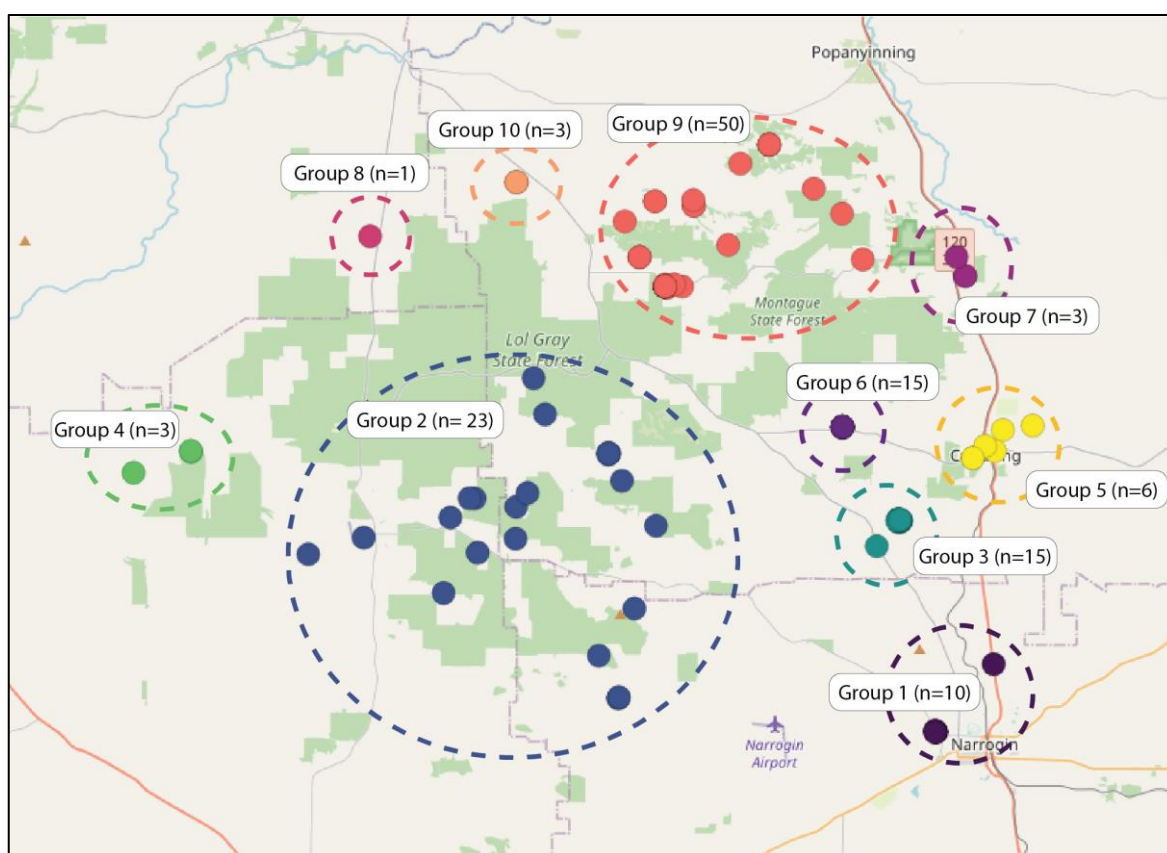 Popanyinning
Group 10 (n=3)
Group 9 (n=50)
Group 8 (n=1)
120
Montague
State Forest
Group 7 (n=3)
Lol Gray
State Forest
Group 6 (n=15)
Group 2 (n= 23)
Group 4 (n=3)
Group 5 (n=6)
Group 3 (n=15)
Group 1 (n=10)
Narrogin
Airport
Narrogin